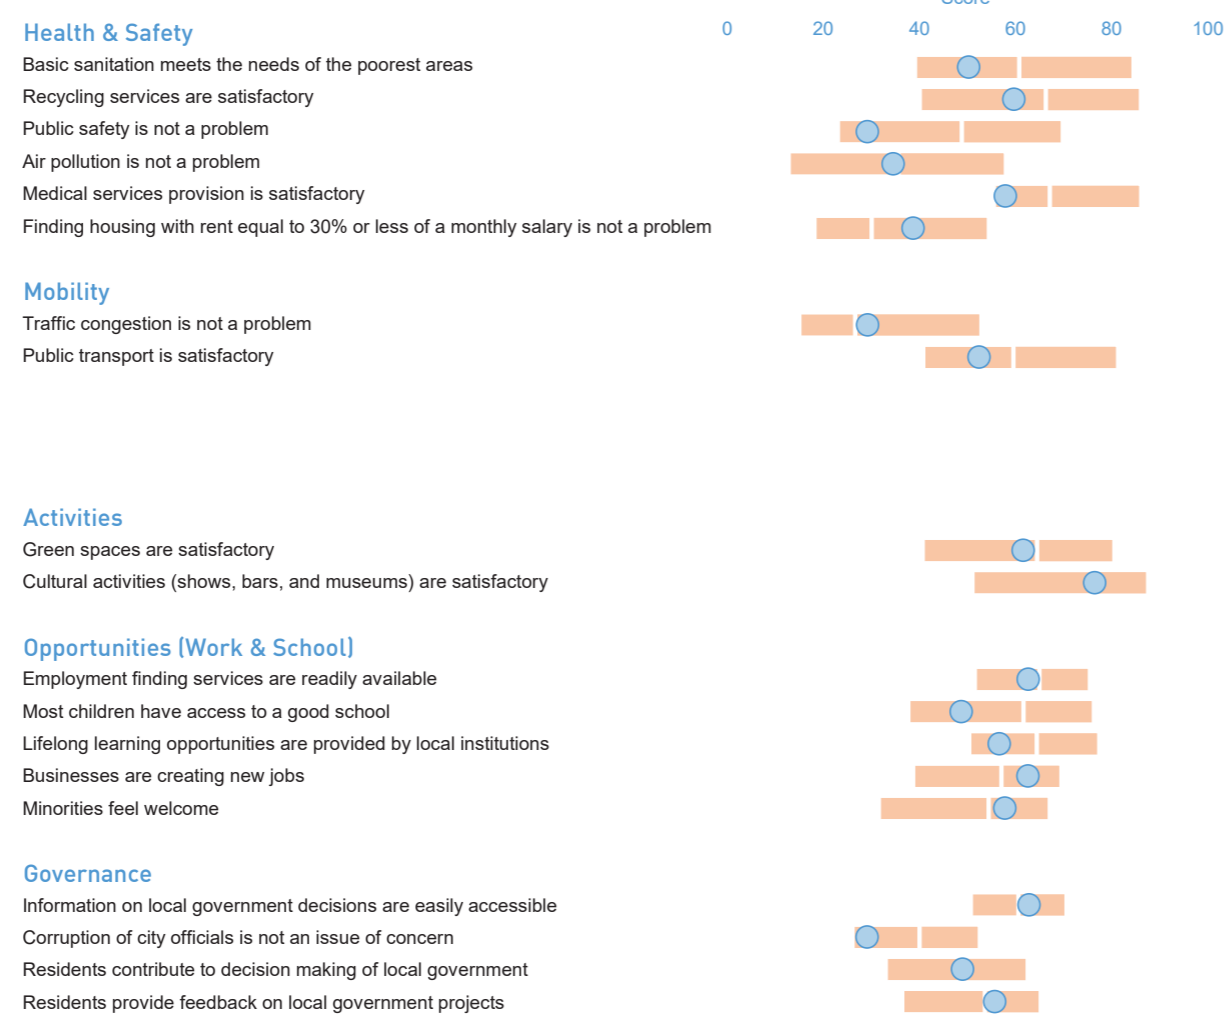 Score
0 20 40 60 80 100
Health & Safety
Basic sanitation meets the needs of the poorest areas
Recycling services are satisfactory
Public safety is not a problem
Air pollution is not a problem
Medical services provision is satisfactory
Finding housing with rent equal to 30% or less of a monthly salary is not a problem
Mobility
Traffic congestion is not a problem
Public transport is satisfactory
Activities
Green spaces are satisfactory
Cultural activities (shows, bars, and museums) are satisfactory
Opportunities (Work & School)
Employment finding services are readily available
Most children have access to a good school
Lifelong learning opportunities are provided by local institutions
Businesses are creating new jobs
Minorities feel welcome
Governance
Information on local government decisions are easily accessible
Corruption of city officials is not an issue of concern
Residents contribute to decision making of local government
Residents provide feedback on local government projects